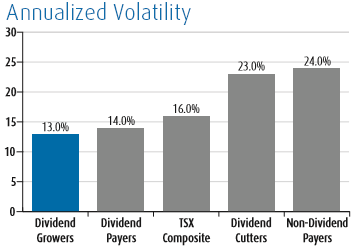 Annualized Volatility
30
25
20
15
10
5
0
13.0%
14.0%
16.0%
23.0%
24.0%
Dividend
Growers
Dividend
Payers
TSX
Composite
Dividend
Cutters
Non-Dividend
Payers